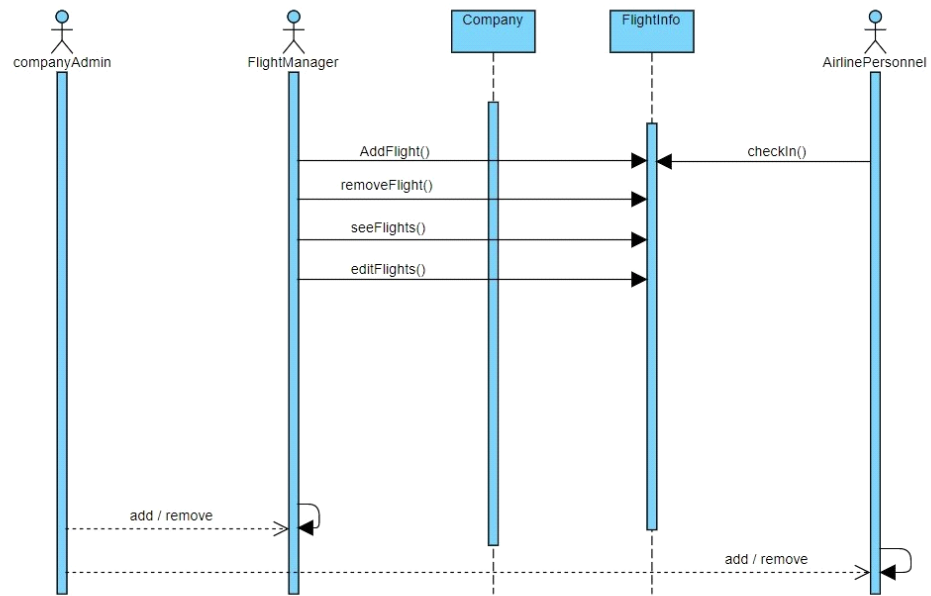 Company
FlightInfo
companyAdmin
FlightManager
AirlinePersonnel
AddFlight()
checkIn()
removeFlight()
seeFlights()
editFlights()
add / remove
add / remove